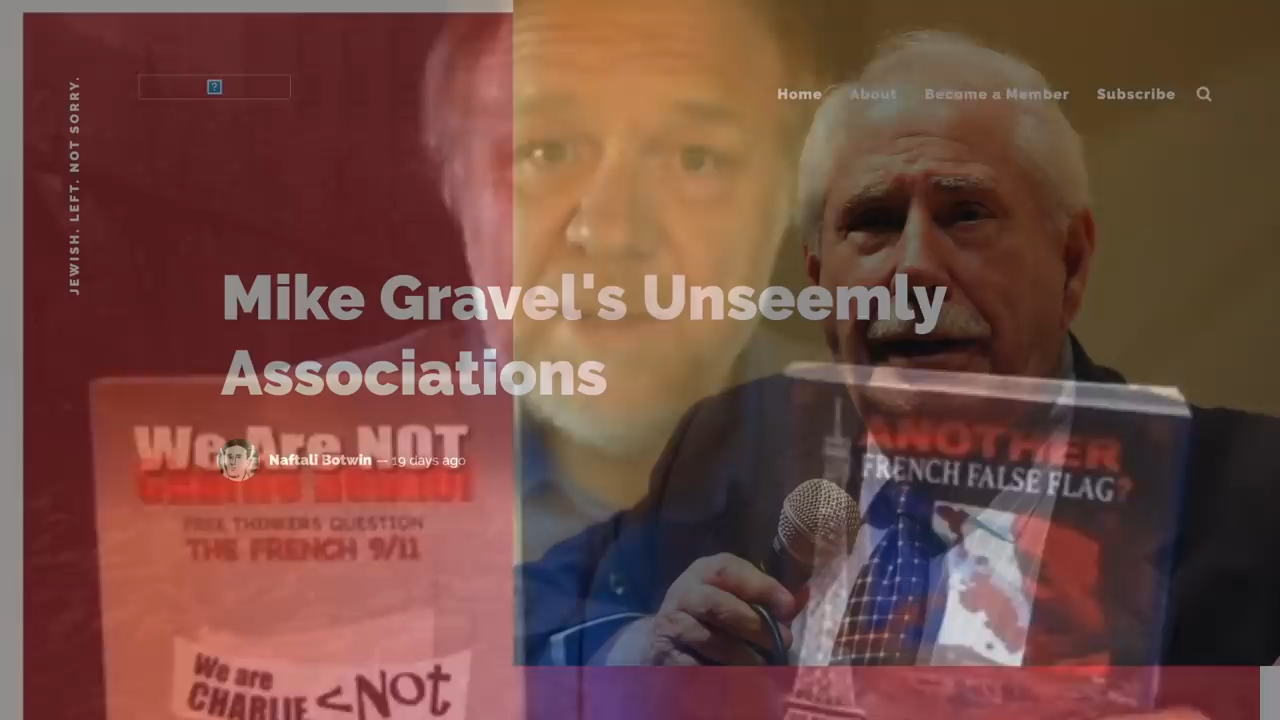 JEWISH. LEFT. NOT SORRY.
Home About Become a Member Subscribe
Mike Gravel's Unseemly
Associations
Naftali Botwin — 19 days ago
We Are NOT
FREE THINKERS QUESTION
THE FRENCH 9/11
We are
CHARLIE <NOt
ANOTHER
FRENCH FALSE FLAG?